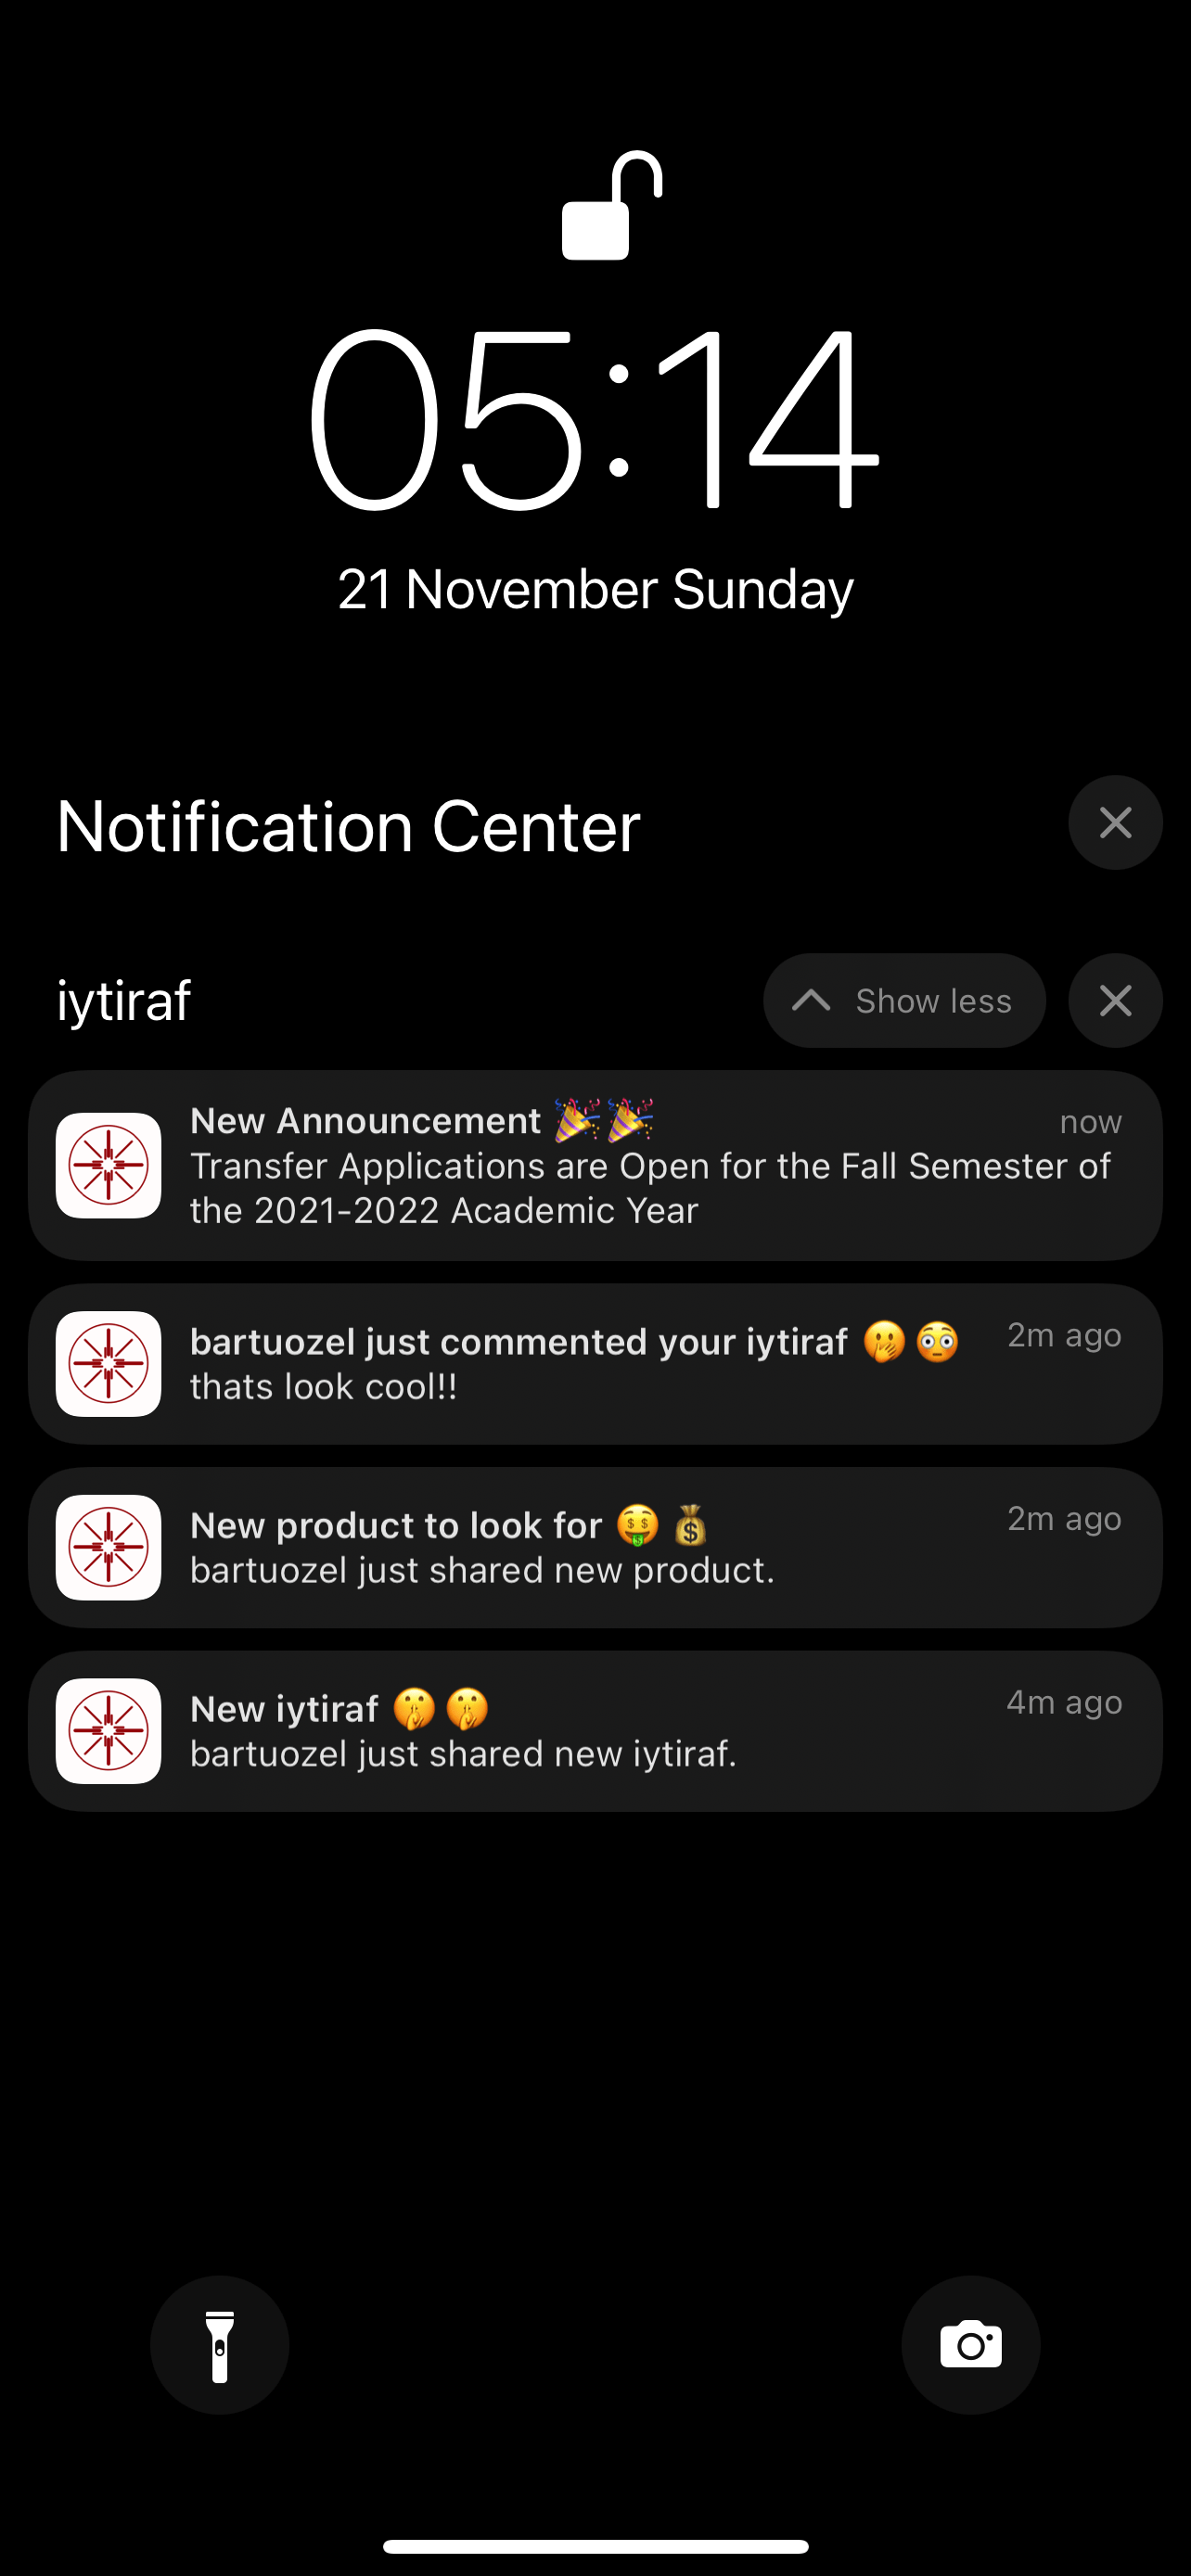 05:14
21 November Sunday
Notification Center
iytiraf
Show less
New Announcement 🎉🎉
now
Transfer Applications are Open for the Fall Semester of
the 2021-2022 Academic Year
bartuozel just commented your iytiraf 🤭😳
2m ago
thats look cool!!
New product to look for 🤑💰
2m ago
bartuozel just shared new product.
New iytiraf 🤫🤫
4m ago
bartuozel just shared new iytiraf.